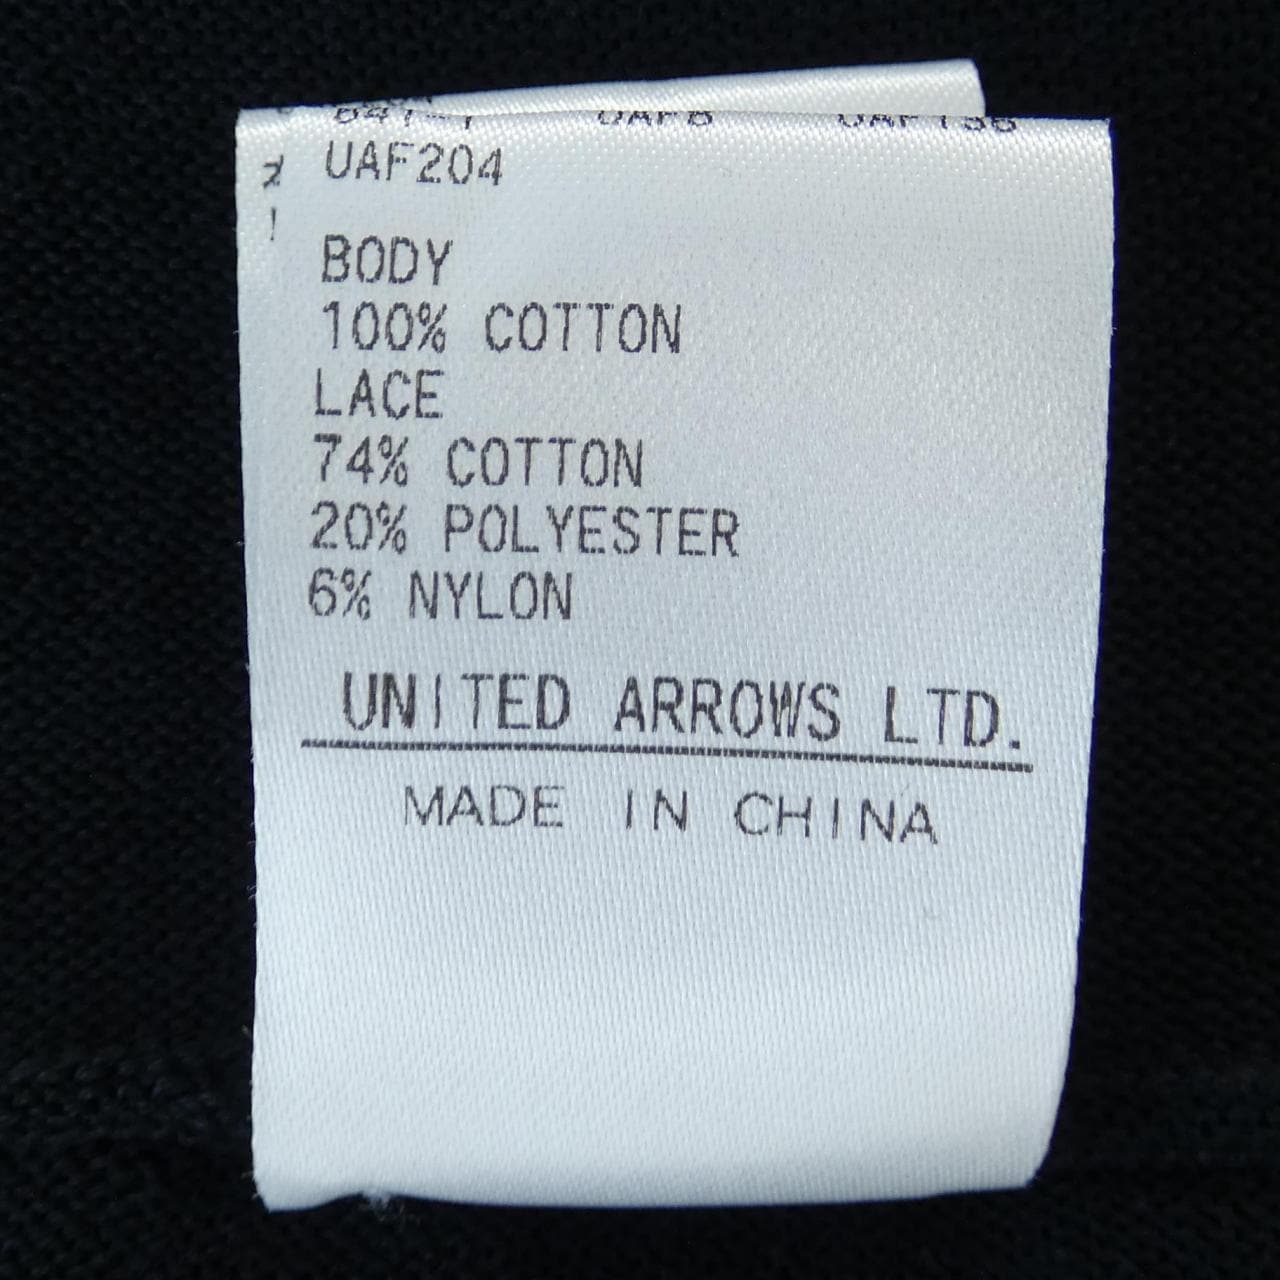 UAF204
BODY
100% COTTON
LACE
74% COTTON
20% POLYESTER
6% NYLON
UNITED ARROWS LTD.
MADE IN CHINA